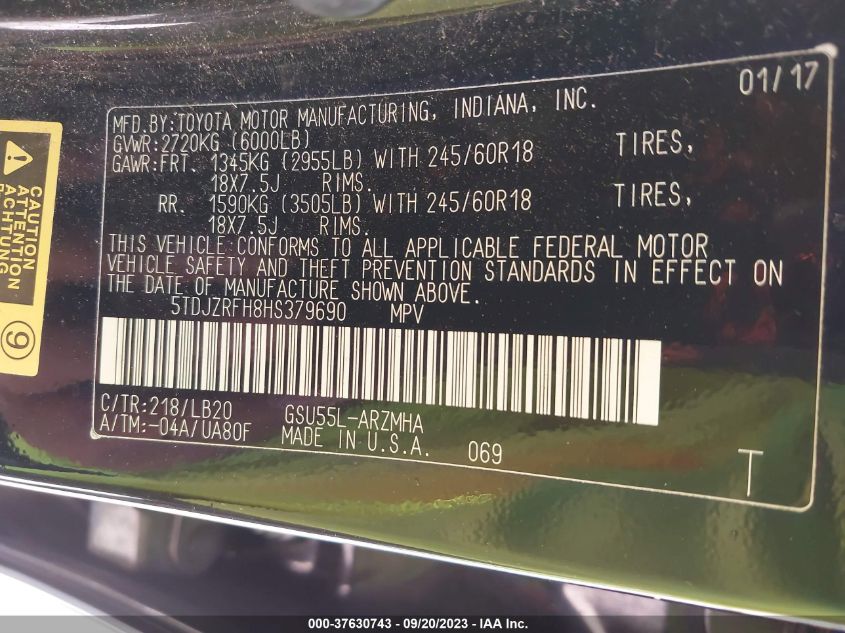 01/17
MFD.BY:TOYOTA MOTOR MANUFACTURING, INDIANA, INC.
GVWR:2720KG (6000LB)
GAWR:FRT. 1345KG (2955LB) WITH 245/60R18 TIRES,
18X7.5J RIMS.
RR. 1590KG (3505LB) WITH 245/60R18 TIRES,
18X7.5J RIMS.
THIS VEHICLE CONFORMS TO ALL APPLICABLE FEDERAL MOTOR
VEHICLE SAFETY AND THEFT PREVENTION STANDARDS IN EFFECT ON
THE DATE OF MANUFACTURE SHOWN ABOVE.
5TDJZRFH8HS379690 MPV
C/TR:218/LB20 GSU55L-ARZMHA
A/TM:-04A/UA80F MADE IN U.S.A. 069
T
CAUTION
ATTENTION
ACHTUNG
9
000-37630743 - 09/20/2023 - IAA Inc.